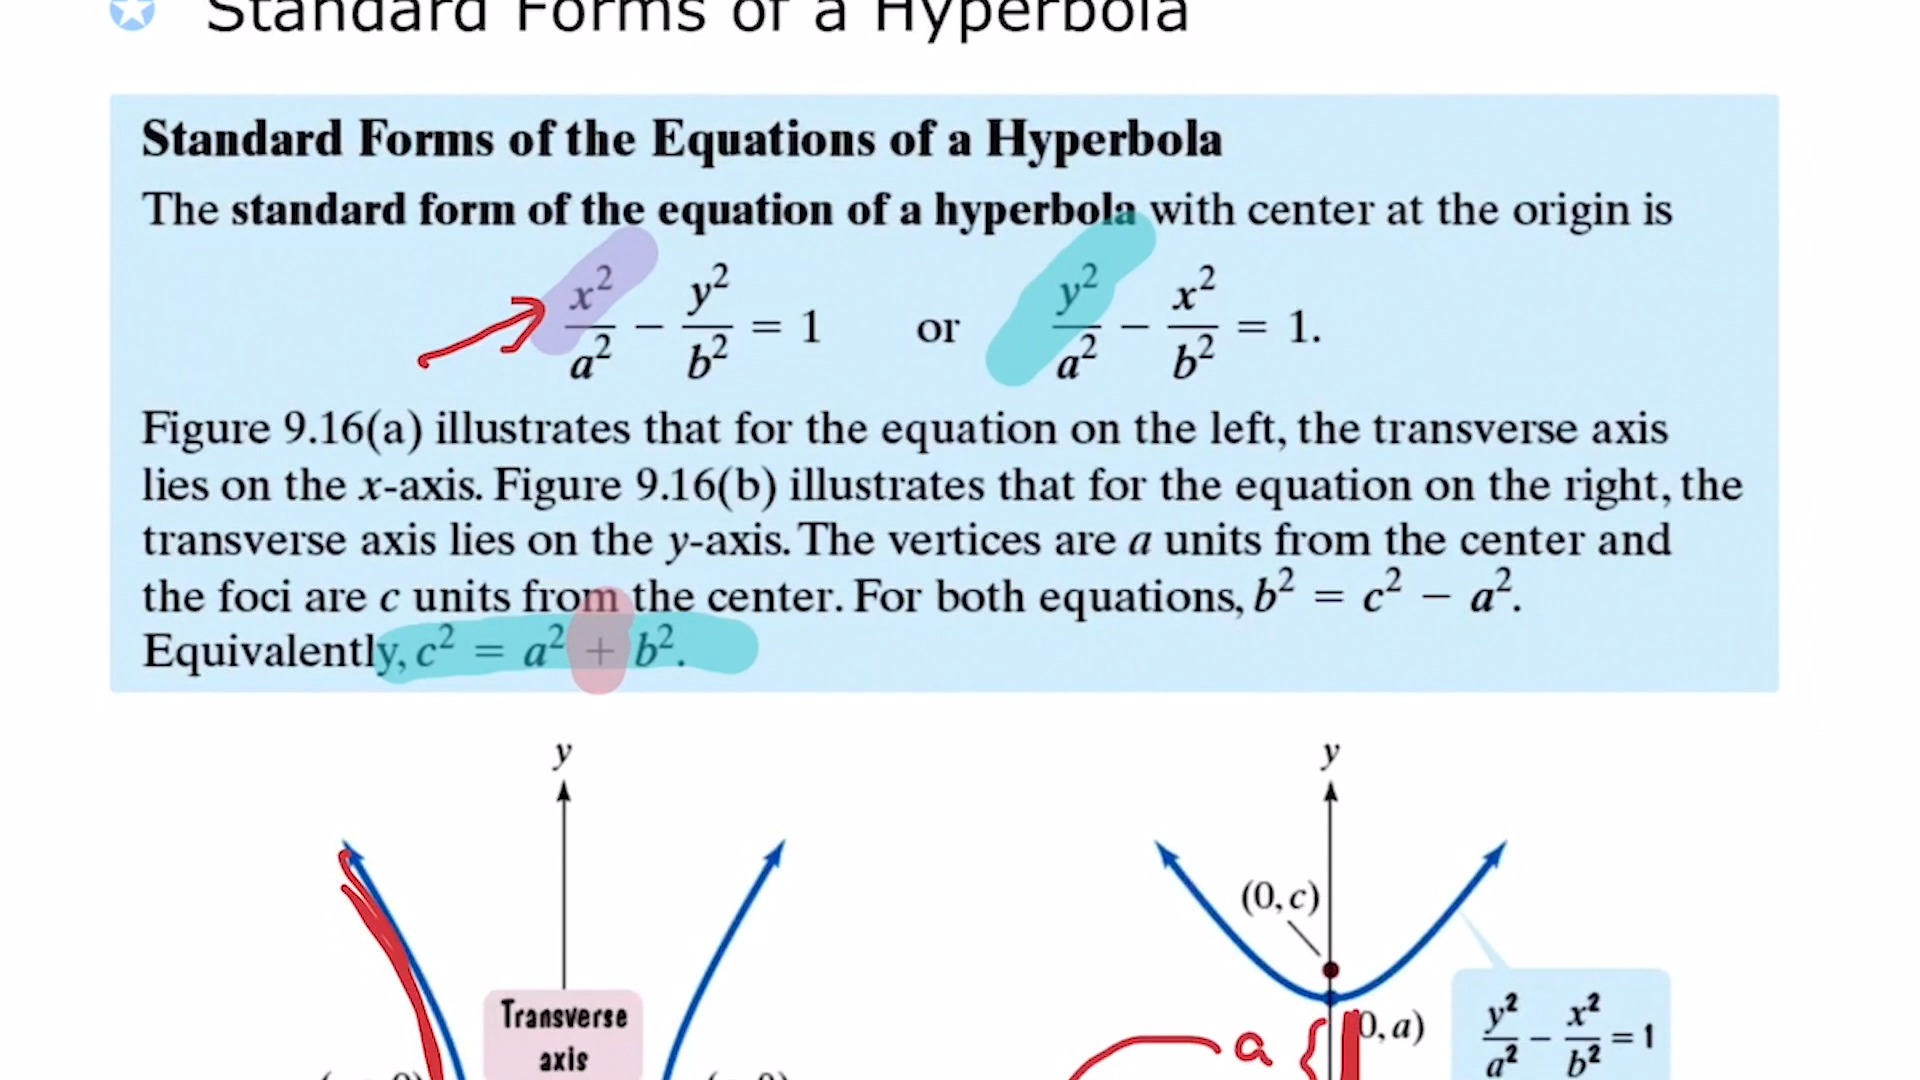 Standard Forms of a Hyperbola
Standard Forms of the Equations of a Hyperbola
The standard form of the equation of a hyperbola with center at the origin is
x²/a² − y²/b² = 1 or y²/a² − x²/b² = 1.
Figure 9.16(a) illustrates that for the equation on the left, the transverse axis
lies on the x-axis. Figure 9.16(b) illustrates that for the equation on the right, the
transverse axis lies on the y-axis. The vertices are a units from the center and
the foci are c units from the center. For both equations, b² = c² − a².
Equivalently, c² = a² + b².
y
Transverse
axis
y
(0, c)
0, a)
a {
y²/a² − x²/b² = 1